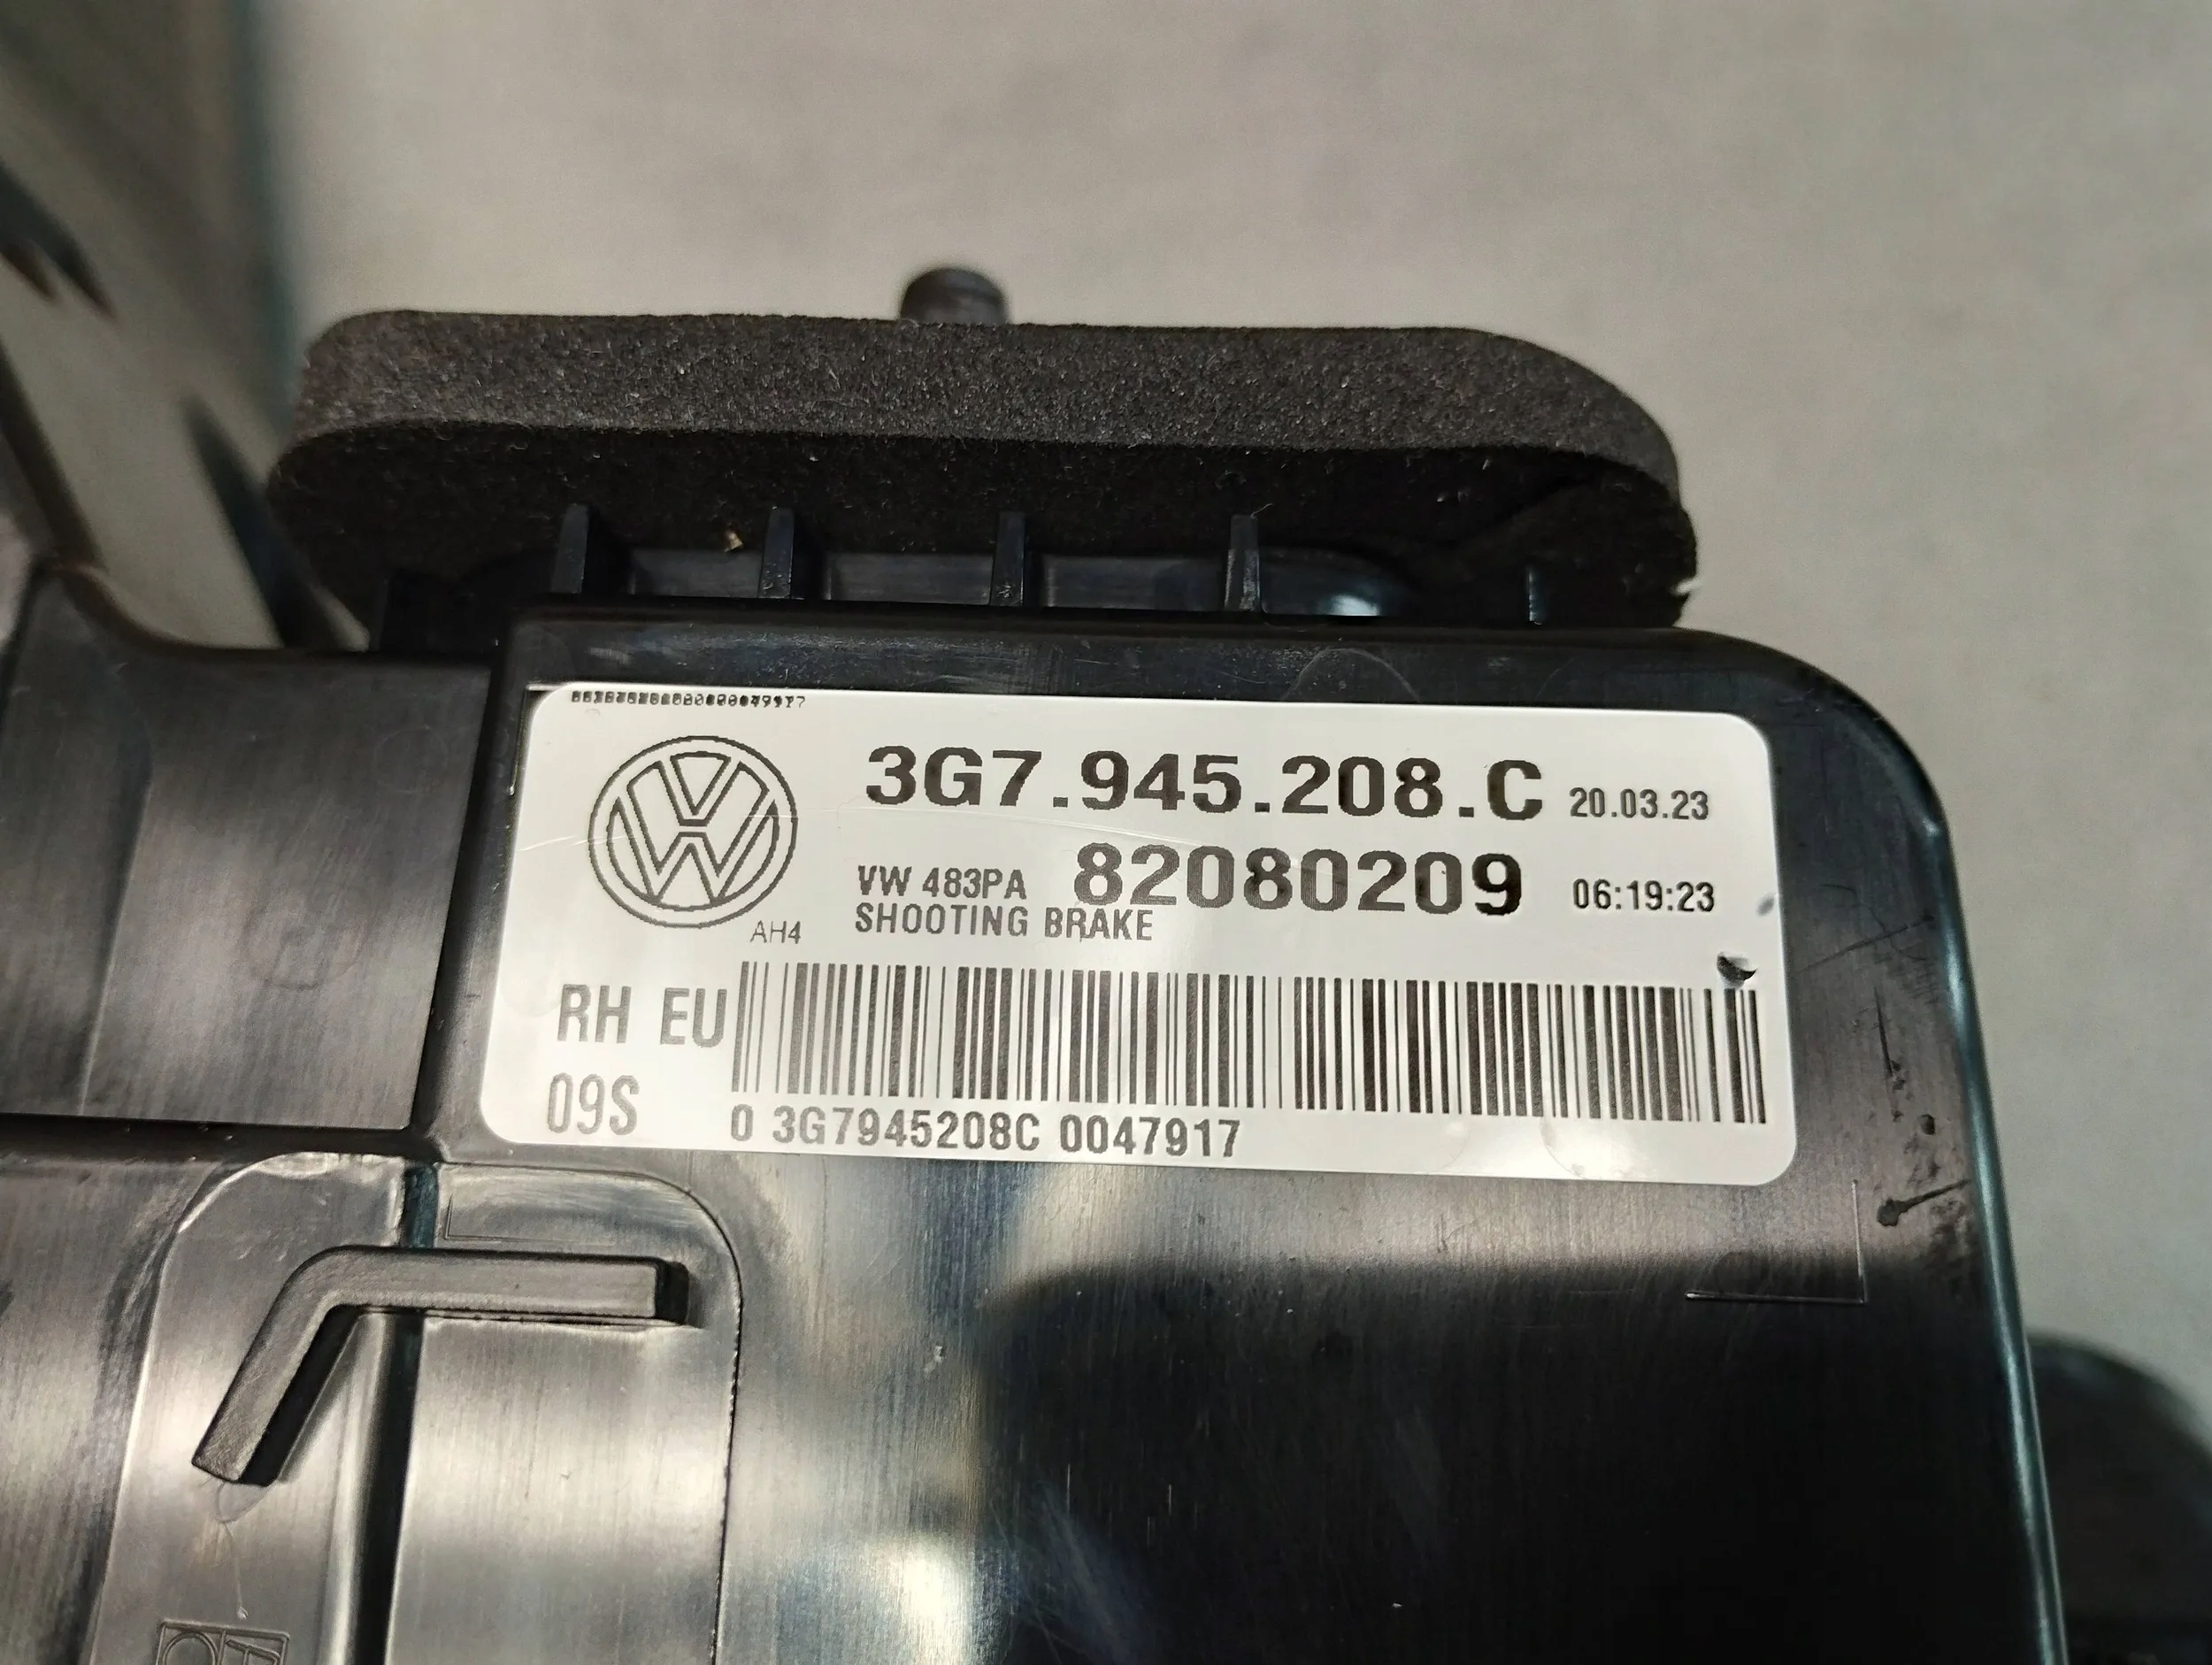 3G7.945.208.C 20.03.23
VW 483PA 82080209 06:19:23
SHOOTING BRAKE
AH4
RH EU
09S
0 3G7945208C 0047917